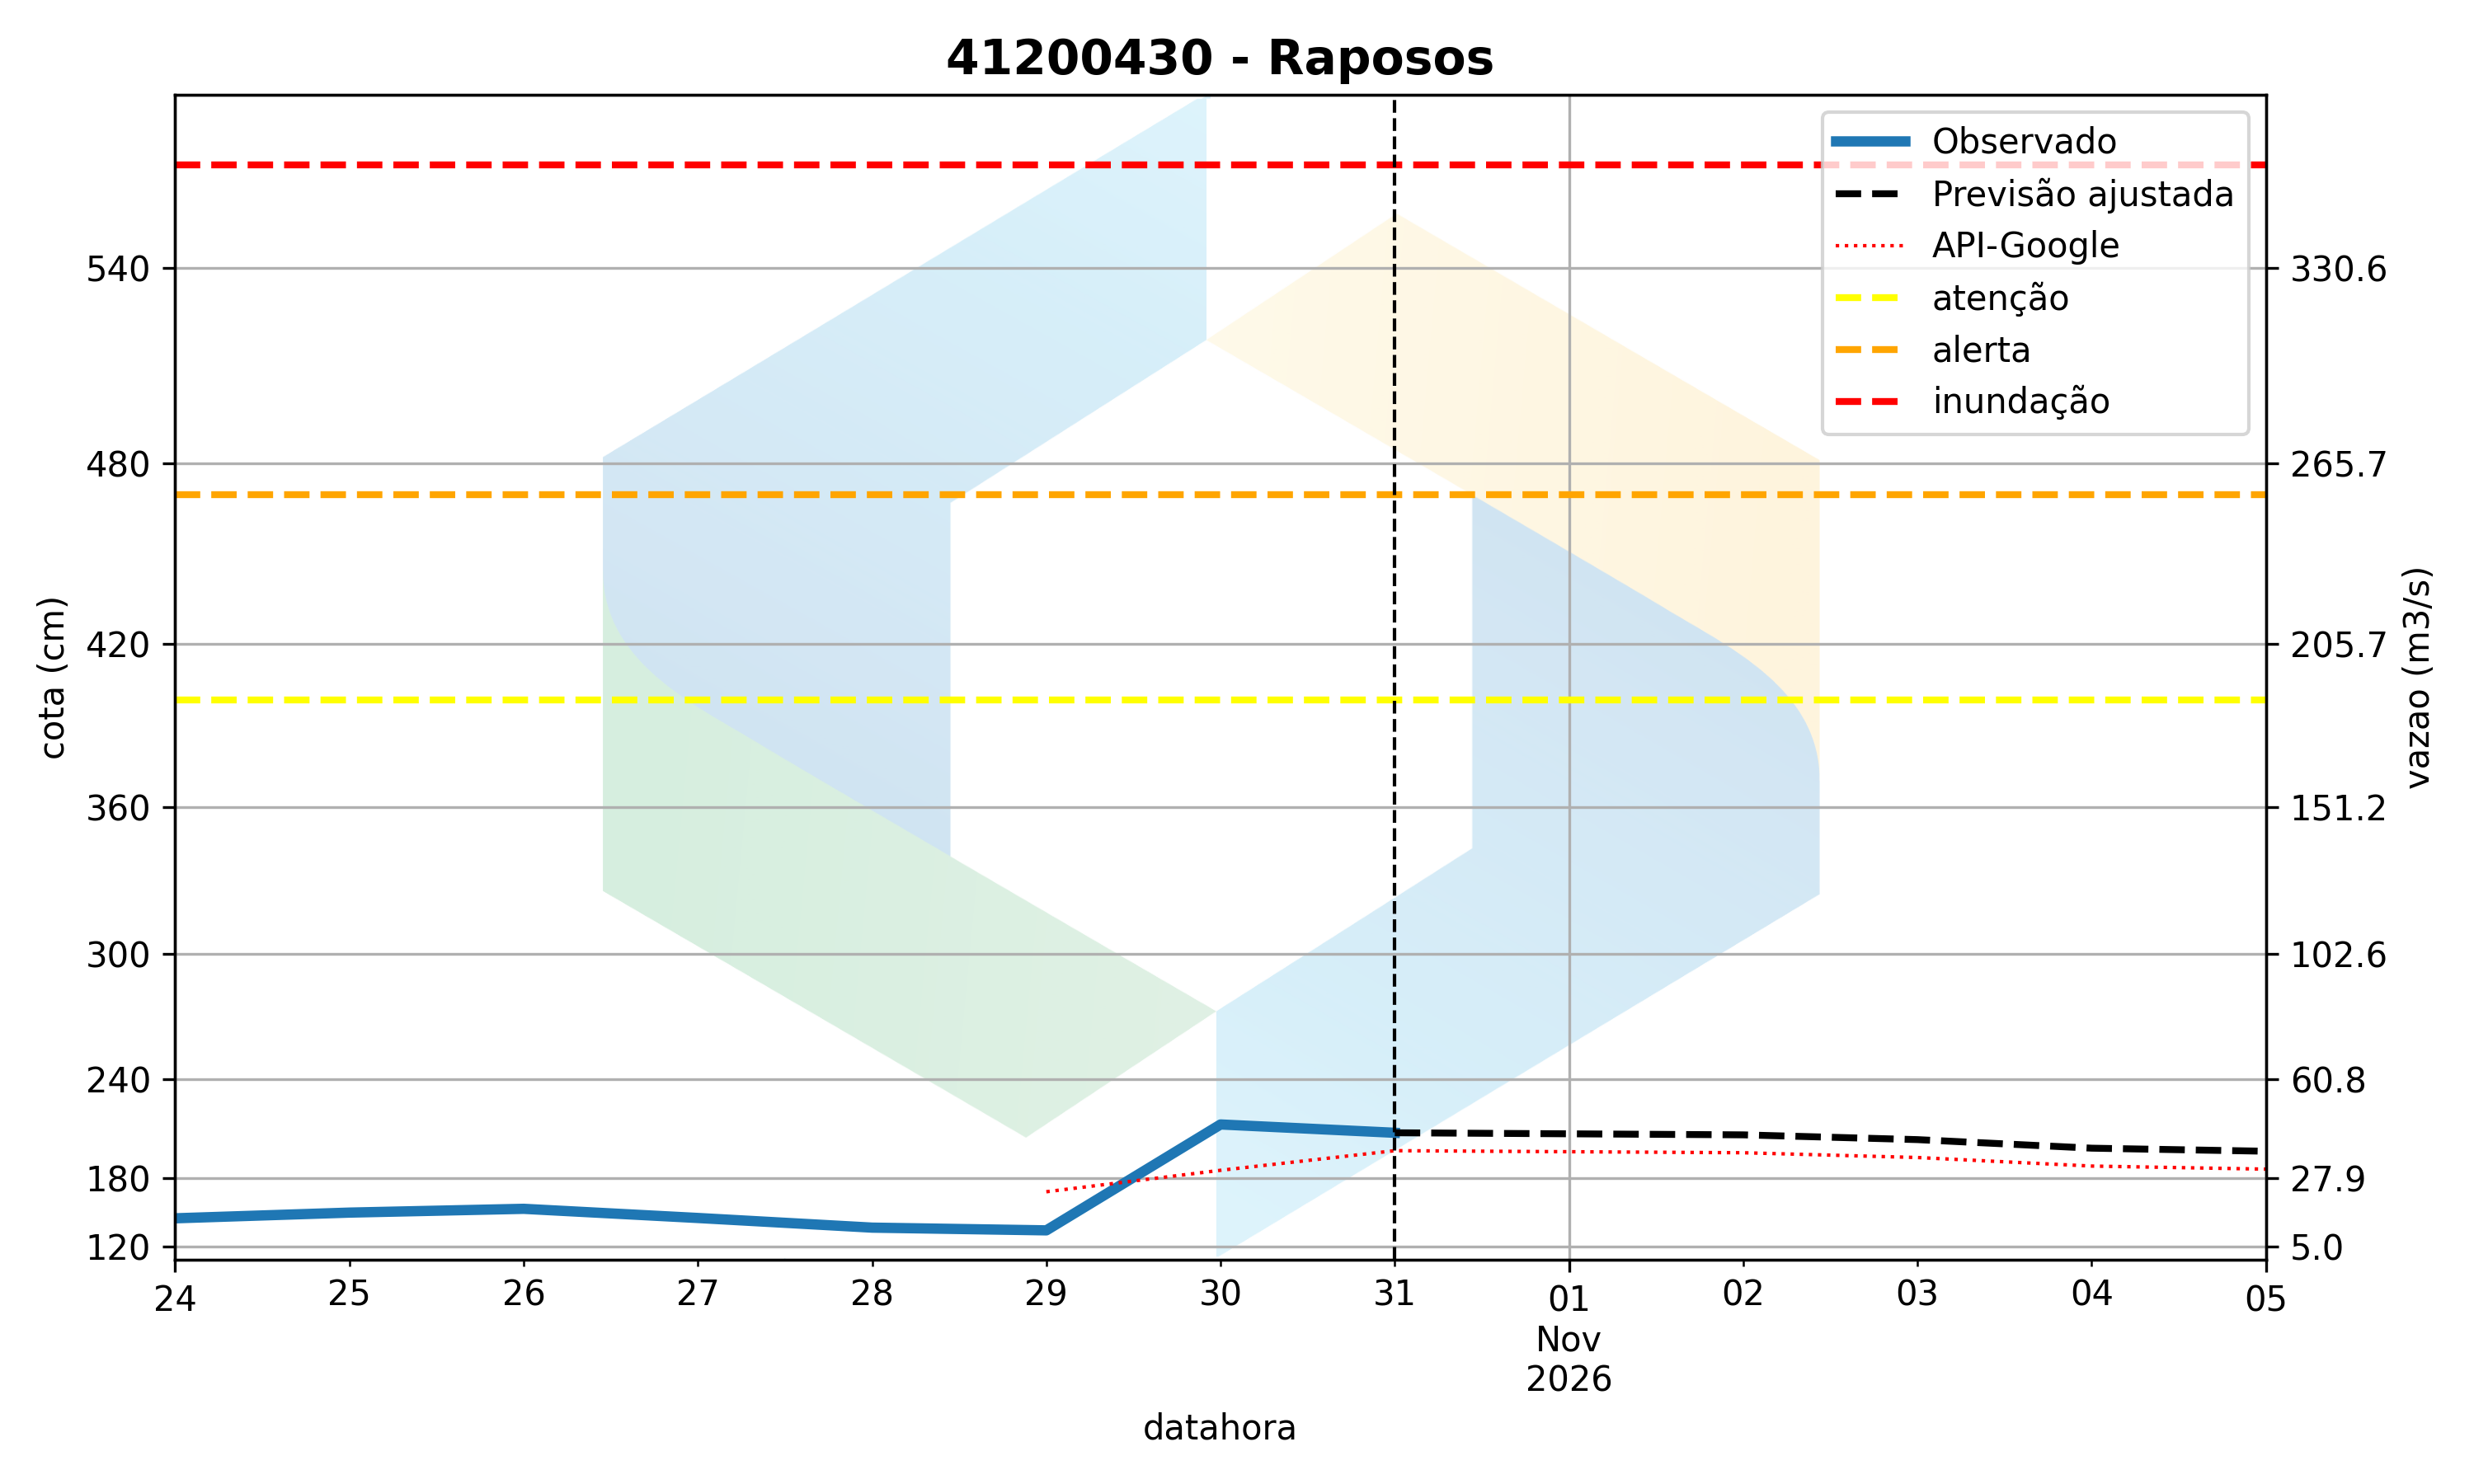 41200430 - Raposos
Observado
Previsão ajustada
API-Google
atenção
alerta
inundação
cota (cm)
540
480
420
360
300
240
180
120
330.6
265.7
205.7
151.2
102.6
60.8
27.9
5.0
vazao (m3/s)
24 25 26 27 28 29 30 31 01 02 03 04 05
Nov
2026
datahora